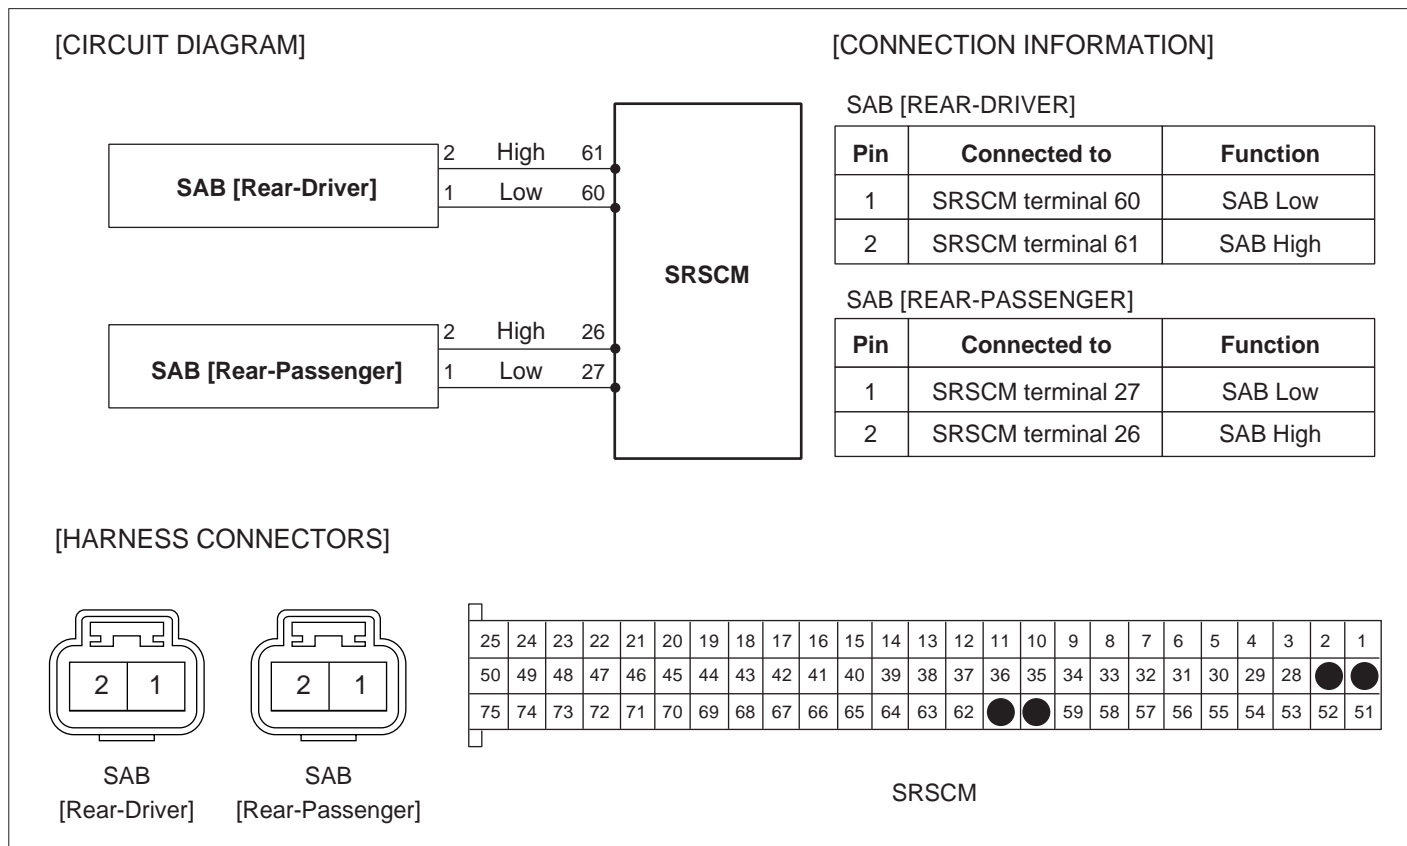 [CIRCUIT DIAGRAM]
SAB [Rear-Driver]
2 High 61
1 Low 60
SAB [Rear-Passenger]
2 High 26
1 Low 27
SRSCM
[CONNECTION INFORMATION]
SAB [REAR-DRIVER]
Pin Connected to Function
1 SRSCM terminal 60 SAB Low
2 SRSCM terminal 61 SAB High
SAB [REAR-PASSENGER]
Pin Connected to Function
1 SRSCM terminal 27 SAB Low
2 SRSCM terminal 26 SAB High
[HARNESS CONNECTORS]
2 1
SAB
[Rear-Driver]
2 1
SAB
[Rear-Passenger]
25 24 23 22 21 20 19 18 17 16 15 14 13 12 11 10 9 8 7 6 5 4 3 2 1
50 49 48 47 46 45 44 43 42 41 40 39 38 37 36 35 34 33 32 31 30 29 28
75 74 73 72 71 70 69 68 67 66 65 64 63 62 59 58 57 56 55 54 53 52 51
SRSCM